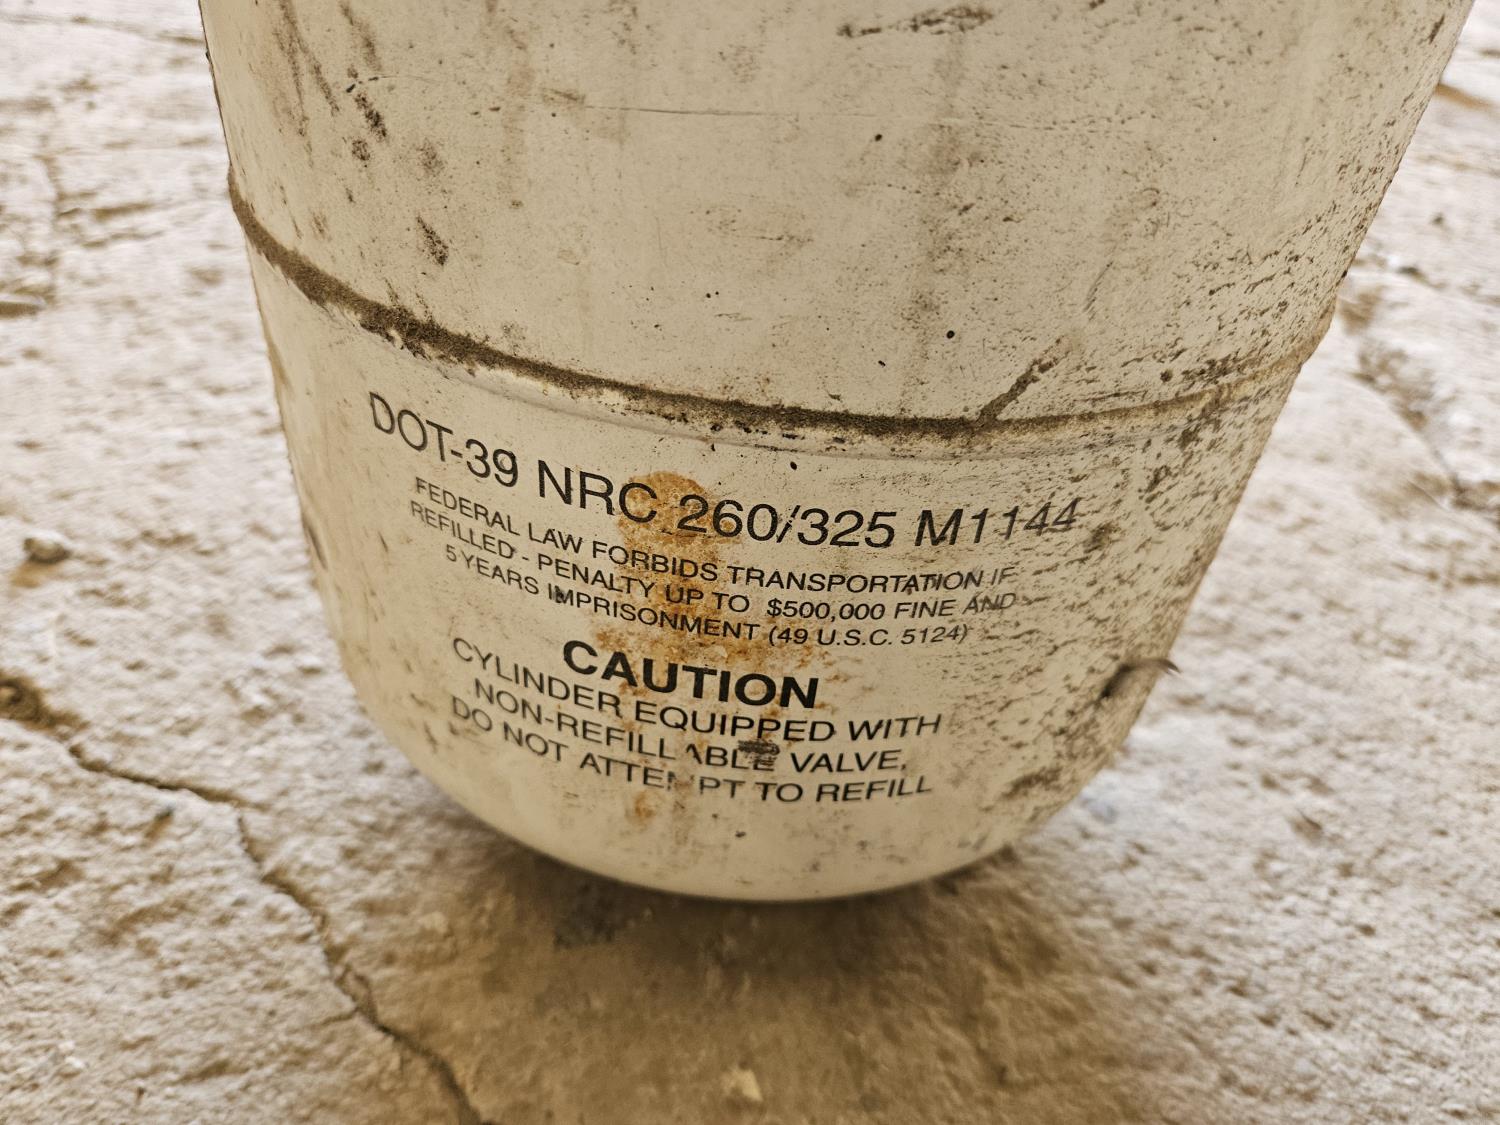 DOT-39 NRC 260/325 M1144
FEDERAL LAW FORBIDS TRANSPORTATION IF
REFILLED - PENALTY UP TO $500,000 FINE AND
5 YEARS IMPRISONMENT (49 U.S.C. 5124)
CAUTION
CYLINDER EQUIPPED WITH
NON-REFILLABLE VALVE,
DO NOT ATTEMPT TO REFILL